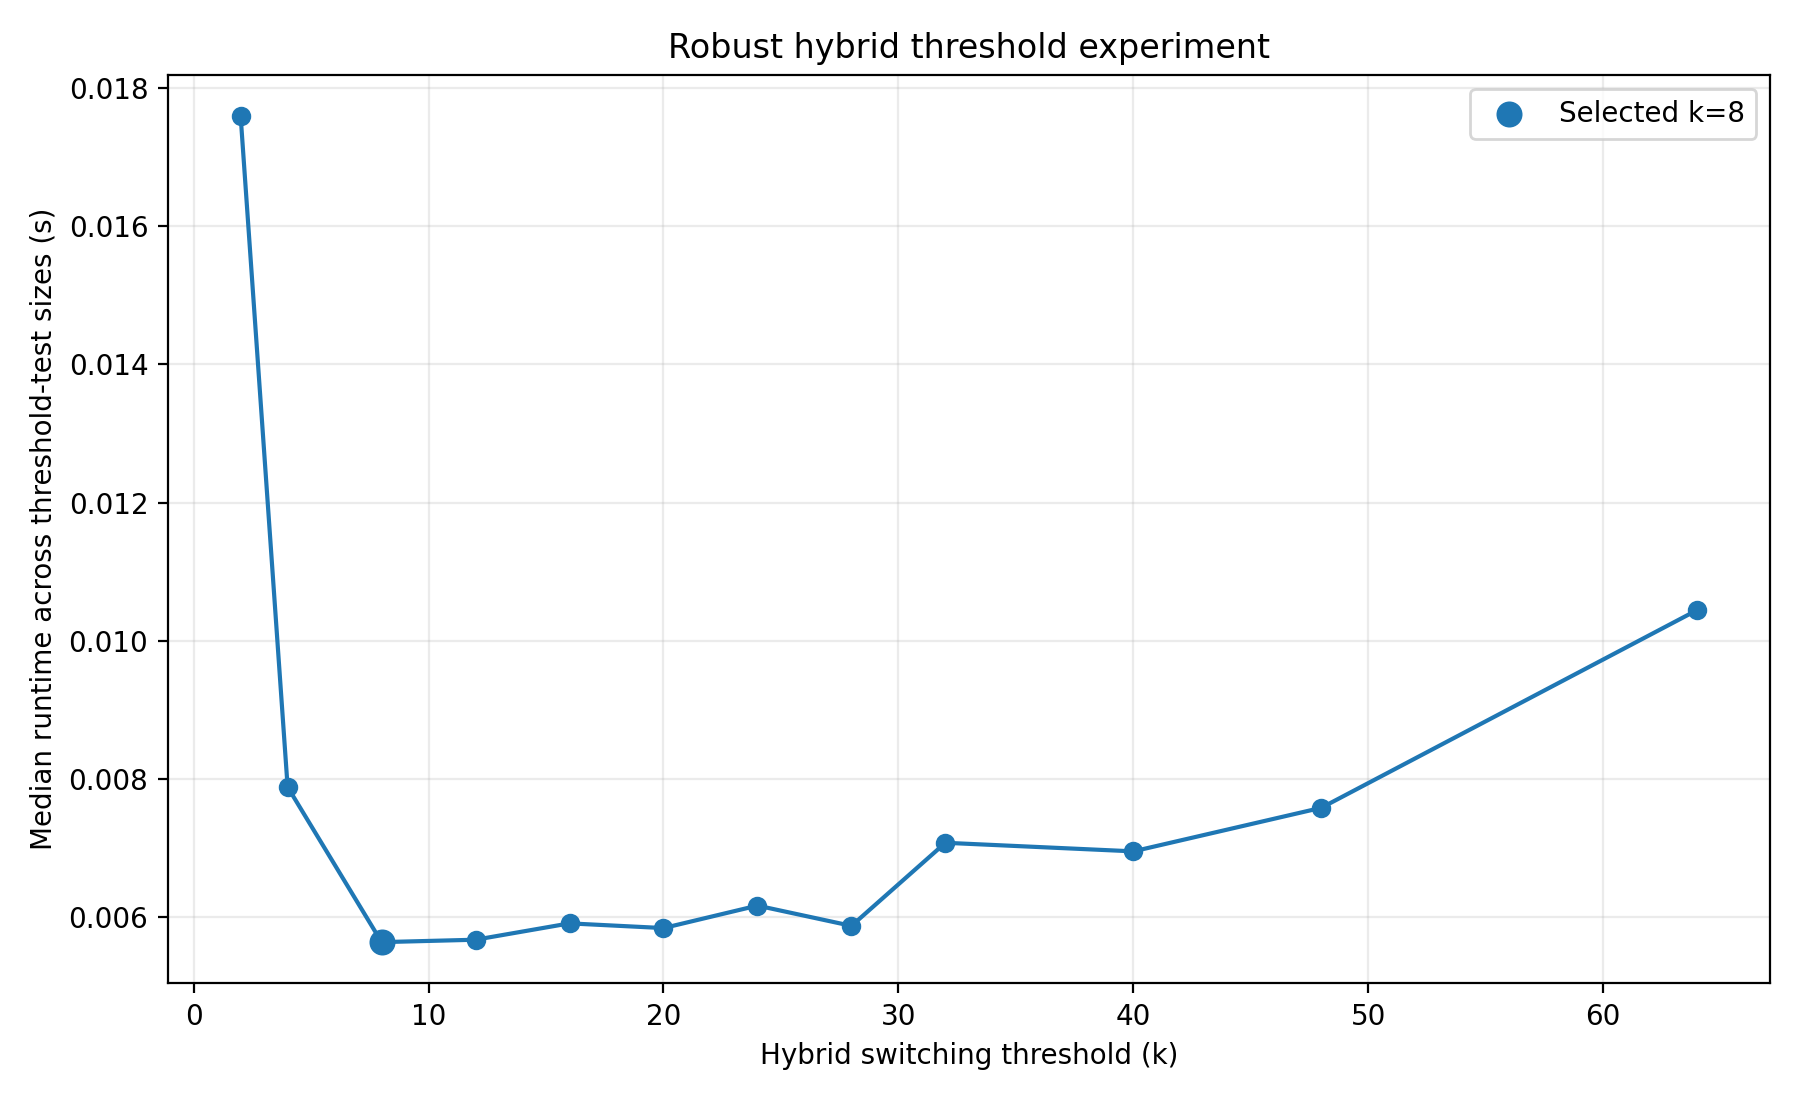 Robust hybrid threshold experiment
Selected k=8
Median runtime across threshold-test sizes (s)
0.018
0.016
0.014
0.012
0.010
0.008
0.006
0 10 20 30 40 50 60
Hybrid switching threshold (k)